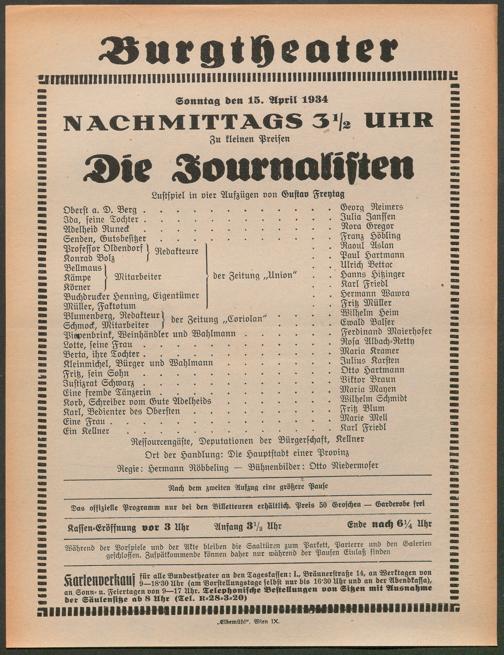 Burgtheater
Sonntag den 15. April 1934
NACHMITTAGS 3½ UHR
Zu kleinen Preisen
Die Journalisten
Lustspiel in vier Aufzügen von Gustav Freytag
Oberst a. D. Berg . . . Georg Reimers
Ida, seine Tochter . . . Julia Janssen
Adelheid Runeck . . . Nora Gregor
Senden, Gutsbesitzer . . . Franz Höbling
Professor Oldendorf } Redakteure . . . Raoul Aslan
Konrad Bolz . . . Paul Hartmann
Bellmaus . . . Ulrich Bettac
Kämpe } Mitarbeiter } der Zeitung „Union“ . . . Hanns Hitzinger
Körner . . . Karl Friedl
Buchdrucker Henning, Eigentümer . . . Hermann Wawra
Müller, Faktotum . . . Fritz Müller
Blumenberg, Redakteur } der Zeitung „Coriolan“ . . . Wilhelm Heim
Schmock, Mitarbeiter . . . Ewald Balser
Piepenbrink, Weinhändler und Wahlmann . . . Ferdinand Maierhofer
Lotte, seine Frau . . . Rosa Albach-Retty
Berta, ihre Tochter . . . Maria Kramer
Kleinmichel, Bürger und Wahlmann . . . Julius Karsten
Fritz, sein Sohn . . . Otto Hartmann
Justizrat Schwarz . . . Viktor Braun
Eine fremde Tänzerin . . . Maria Mayen
Korb, Schreiber vom Gute Adelheids . . . Wilhelm Schmidt
Karl, Bedienter des Obersten . . . Fritz Blum
Eine Frau . . . Marie Mell
Ein Kellner . . . Karl Friedl
Ressourcengäste, Deputationen der Bürgerschaft, Kellner
Ort der Handlung: Die Hauptstadt einer Provinz
Regie: Hermann Röbbeling — Bühnenbilder: Otto Niedermoser
Nach dem zweiten Aufzug eine größere Pause
Das offizielle Programm nur bei den Billetteuren erhältlich. Preis 50 Groschen — Garderobe frei
Kassen-Eröffnung vor 3 Uhr Anfang 3½ Uhr Ende nach 6¼ Uhr
Während der Vorspiele und der Akte bleiben die Saaltüren zum Parkett, Parterre und den Galerien
geschlossen. Zuspätkommende können daher nur während der Pausen Einlaß finden
Kartenverkauf für alle Bundestheater an den Tageskassen: I., Bräunerstraße 14, an Werktagen von
9—18·30 Uhr (am Vorstellungstage selbst nur bis 16·30 Uhr und an der Abendkassa),
an Sonn- u. Feiertagen von 9—17 Uhr. Telephonische Bestellungen von Sitzen mit Ausnahme
der Säulensitze ab 8 Uhr (Tel. R-28-3-20)
„Elbemühl“, Wien IX.